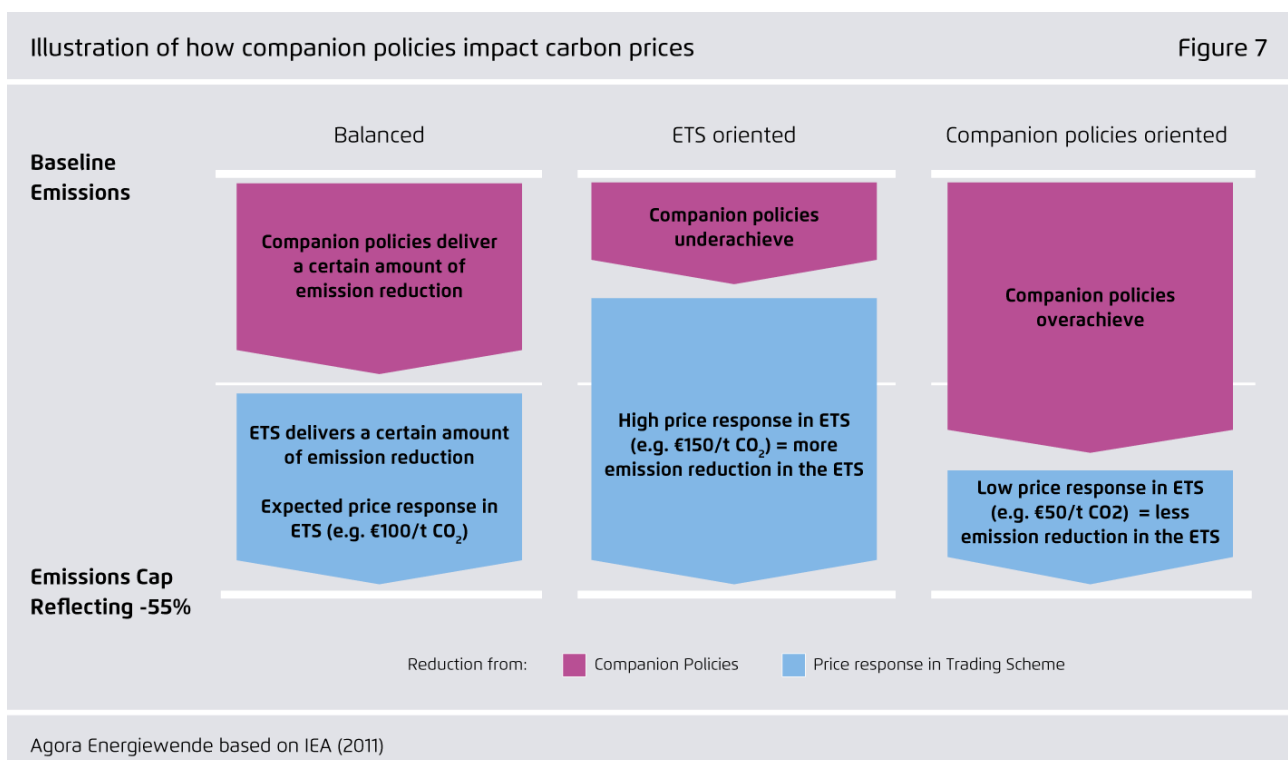 Illustration of how companion policies impact carbon prices
Figure 7
Balanced
ETS oriented
Companion policies oriented
Baseline
Emissions
Companion policies deliver
a certain amount of
emission reduction
Companion policies
underachieve
Companion policies
overachieve
ETS delivers a certain amount
of emission reduction
Expected price response in
ETS (e.g. €100/t CO₂)
High price response in ETS
(e.g. €150/t CO₂) = more
emission reduction in the ETS
Low price response in ETS
(e.g. €50/t CO2) = less
emission reduction in the ETS
Emissions Cap
Reflecting -55%
Reduction from:
Companion Policies
Price response in Trading Scheme
Agora Energiewende based on IEA (2011)